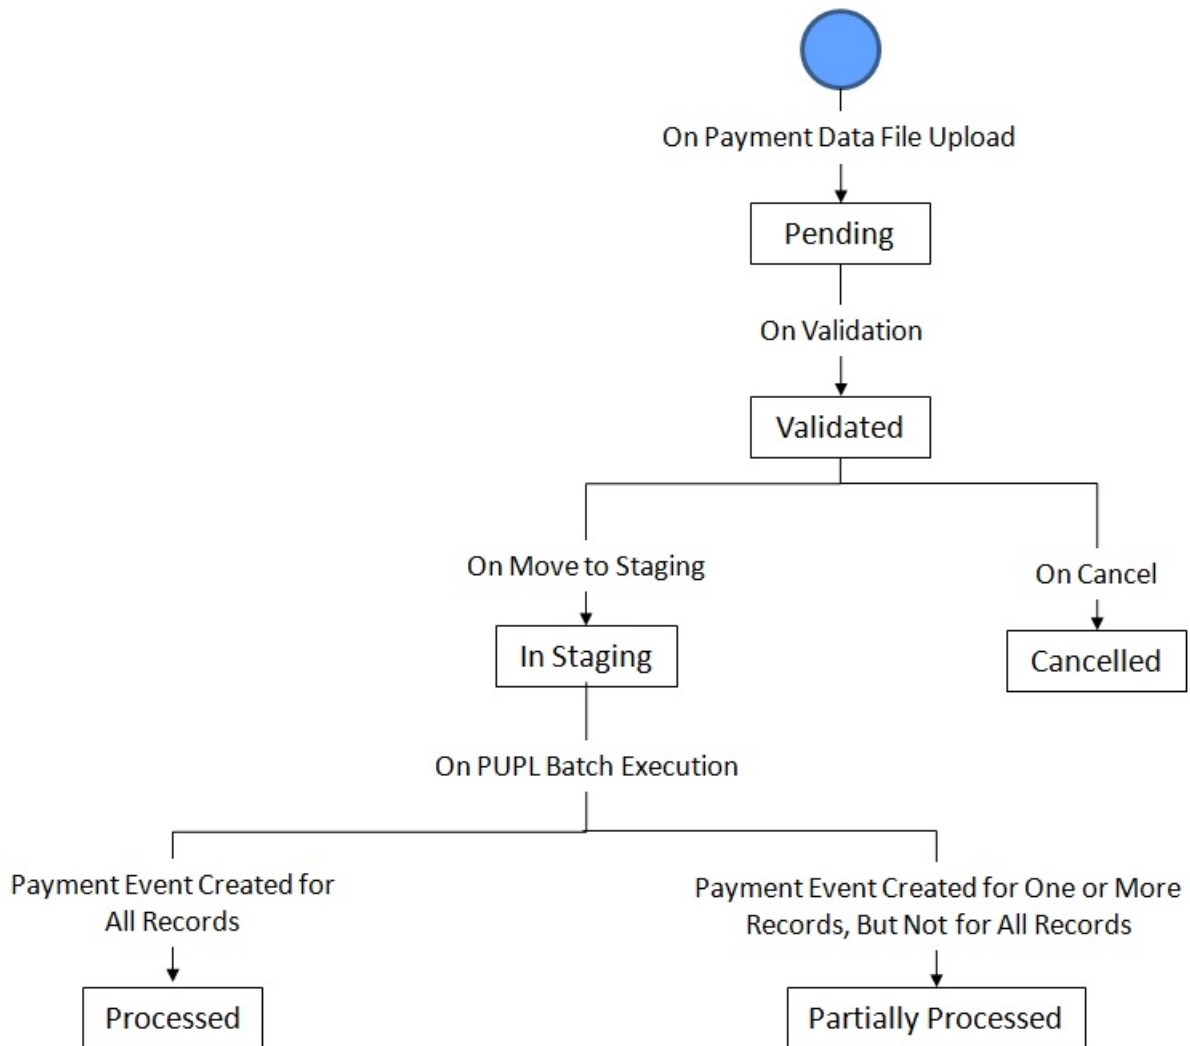 On Payment Data File Upload
Pending
On Validation
Validated
On Move to Staging
On Cancel
In Staging
Cancelled
On PUPL Batch Execution
Payment Event Created for
All Records
Payment Event Created for One or More
Records, But Not for All Records
Processed
Partially Processed